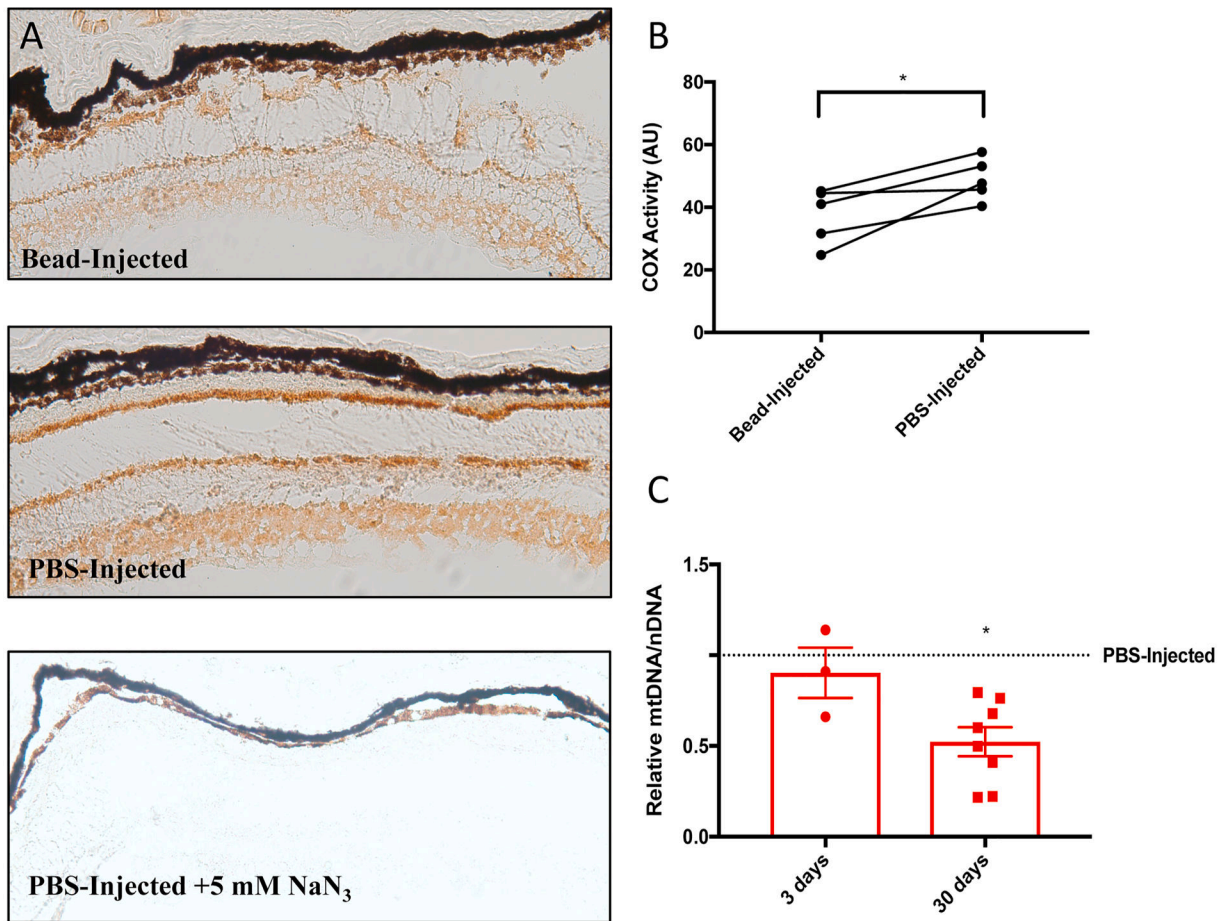 A
Bead-Injected
PBS-Injected
PBS-Injected +5 mM NaN₃
B
*
COX Activity (AU)
80
60
40
20
0
Bead-Injected
PBS-Injected
C
Relative mtDNA/nDNA
1.5
*
PBS-Injected
0.5
0.0
3 days
30 days